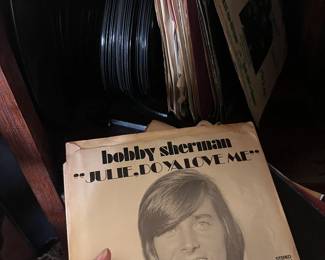 bobby sherman
"JULIE, DO YA LOVE ME"
STEREO